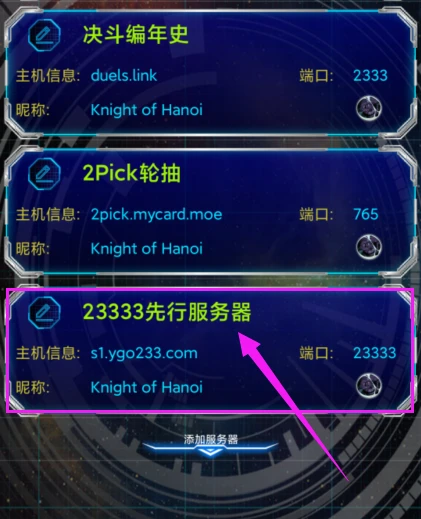 决斗编年史
主机信息: duels.link 端口: 2333
昵称: Knight of Hanoi
2Pick轮抽
主机信息: 2pick.mycard.moe 端口: 765
昵称: Knight of Hanoi
23333先行服务器
主机信息: s1.ygo233.com 端口: 23333
昵称: Knight of Hanoi
添加服务器